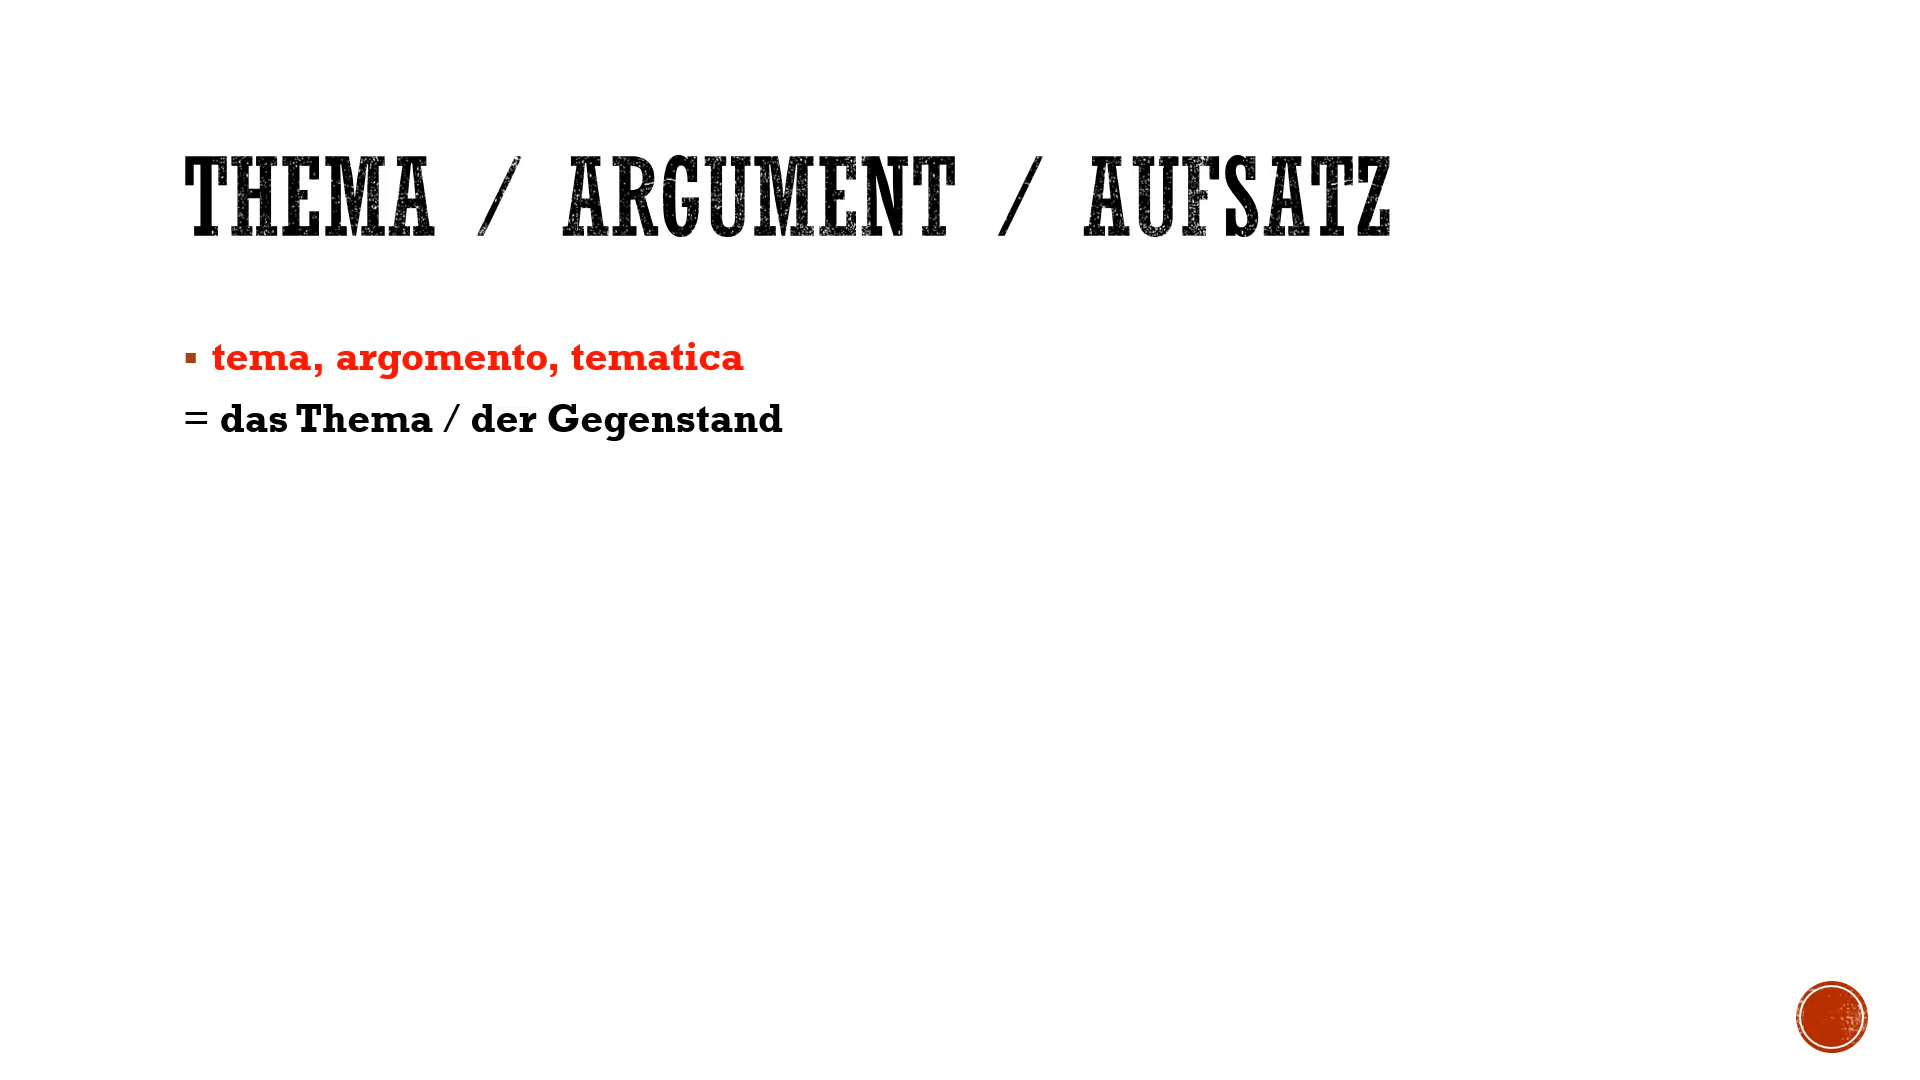 THEMA / ARGUMENT / AUFSATZ
▪ tema, argomento, tematica
= das Thema / der Gegenstand